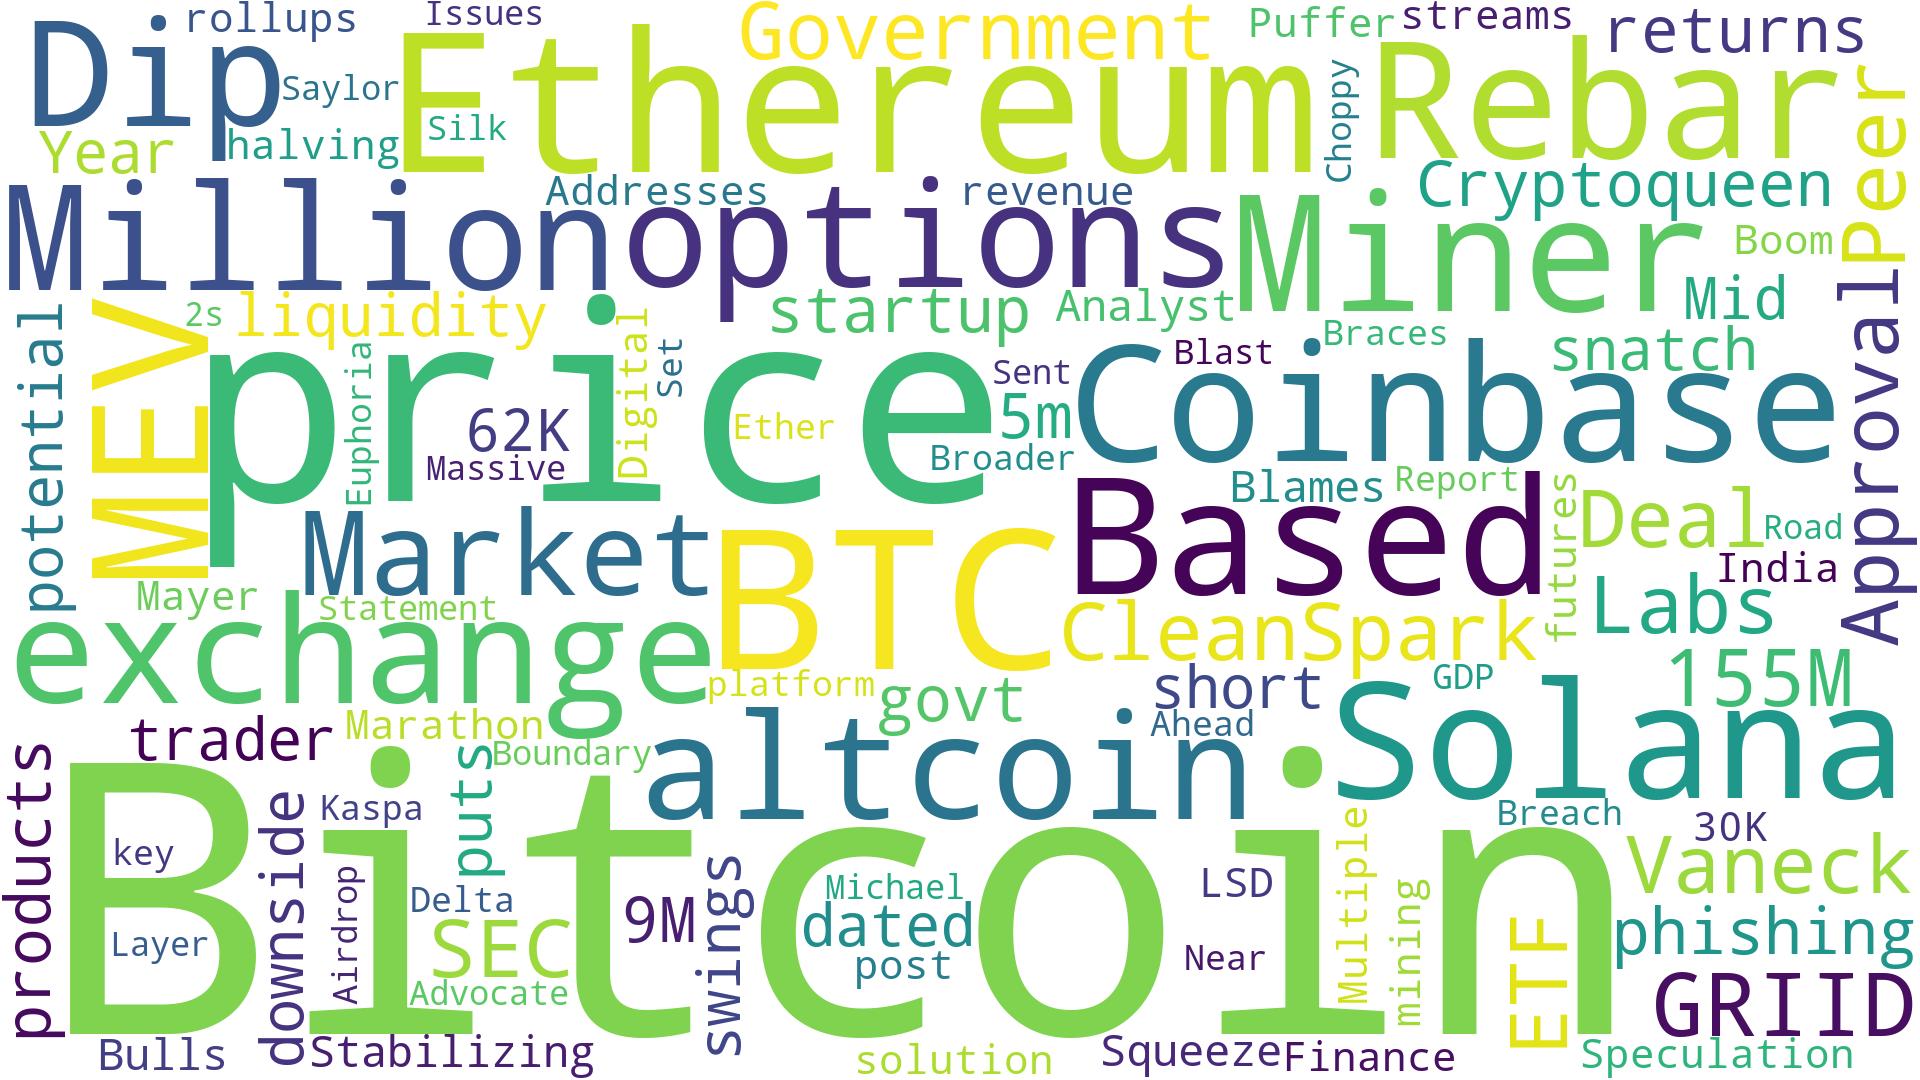 rollups
Issues
Government
Puffer
streams
returns
Dip
Ethereum
Rebar
Saylor
Silk
Choppy
Peer
Year
halving
Million
Addresses
options
revenue
Miner
Cryptoqueen
Boom
Mid
potential
MEV
2s
liquidity
price
Euphoria
Digital
Set
startup
Analyst
Sent
Blast
Braces
snatch
Approval
62K
Massive
Ether
5m
Broader
Coinbase
Market
BTC
Based
Blames
Report
futures
Deal
Road
India
Mayer
Statement
exchange
CleanSpark
Labs
platform
govt
short
GDP
155M
trader
Marathon
puts
Boundary
altcoin
Ahead
Solana
products
Bitcoin
downside
Kaspa
key
Layer
Airdrop
Delta
SEC
Advocate
9M
swings
Michael
dated
post
LSD
Near
Multiple
mining
Breach
ETF
30K
Vaneck
phishing
GRIID
Bulls
Stabilizing
solution
Squeeze
Finance
Speculation